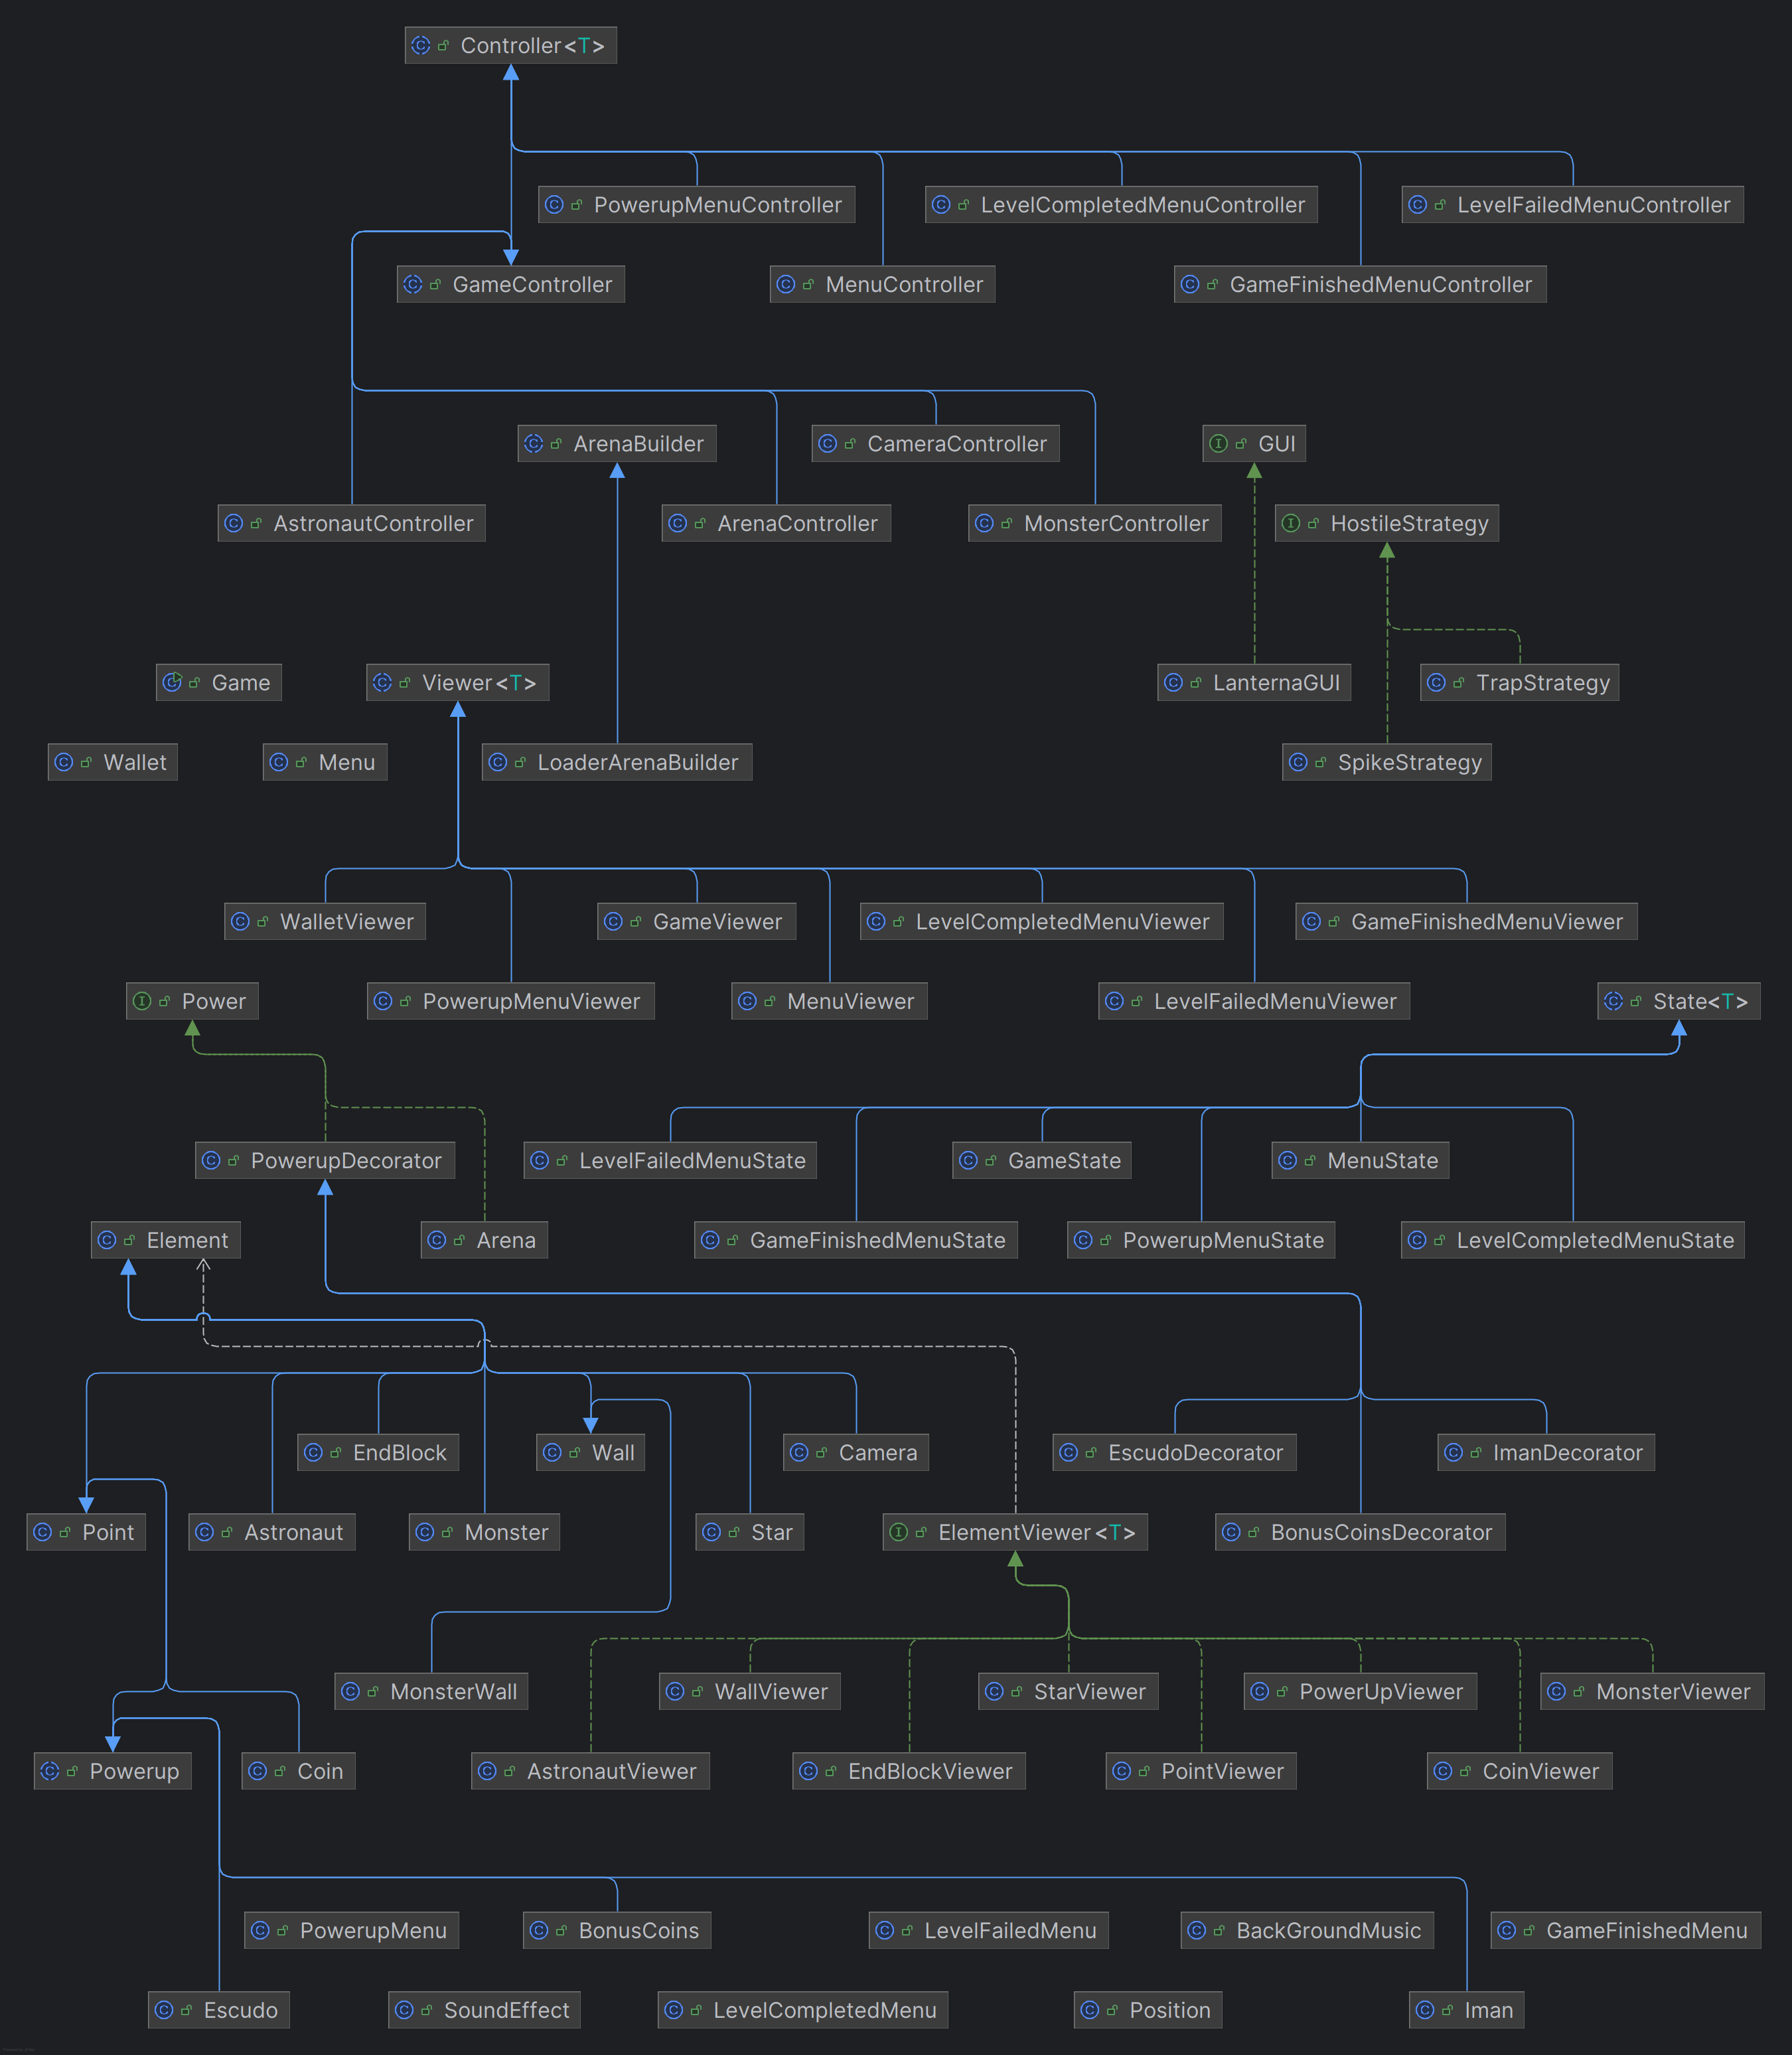 Controller<T>
PowerupMenuController
LevelCompletedMenuController
LevelFailedMenuController
GameController
MenuController
GameFinishedMenuController
ArenaBuilder
CameraController
GUI
AstronautController
ArenaController
MonsterController
HostileStrategy
Game
Viewer<T>
LanternaGUI
TrapStrategy
Wallet
Menu
LoaderArenaBuilder
SpikeStrategy
WalletViewer
GameViewer
LevelCompletedMenuViewer
GameFinishedMenuViewer
Power
PowerupMenuViewer
MenuViewer
LevelFailedMenuViewer
State<T>
PowerupDecorator
LevelFailedMenuState
GameState
MenuState
Element
Arena
GameFinishedMenuState
PowerupMenuState
LevelCompletedMenuState
EndBlock
Wall
Camera
EscudoDecorator
ImanDecorator
Point
Astronaut
Monster
Star
ElementViewer<T>
BonusCoinsDecorator
MonsterWall
WallViewer
StarViewer
PowerUpViewer
MonsterViewer
Powerup
Coin
AstronautViewer
EndBlockViewer
PointViewer
CoinViewer
PowerupMenu
BonusCoins
LevelFailedMenu
BackGroundMusic
GameFinishedMenu
Escudo
SoundEffect
LevelCompletedMenu
Position
Iman